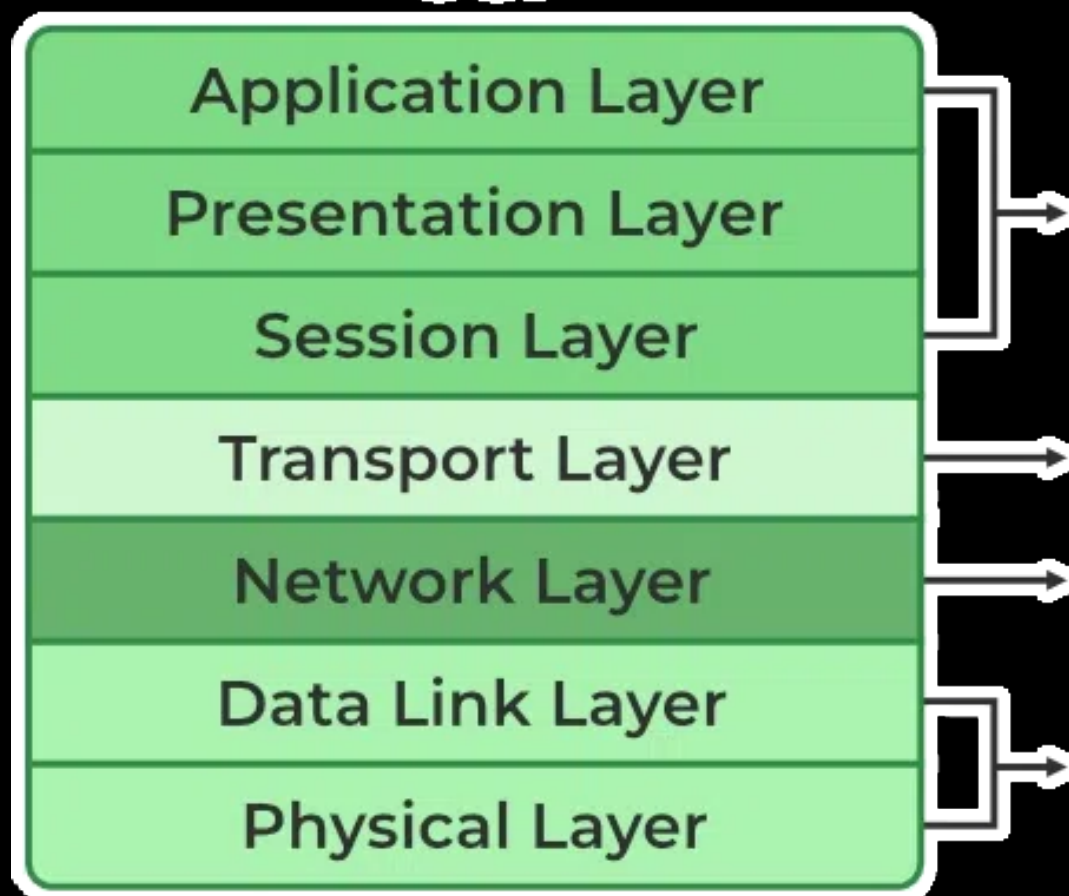 Application Layer
Presentation Layer
Session Layer
Transport Layer
Network Layer
Data Link Layer
Physical Layer